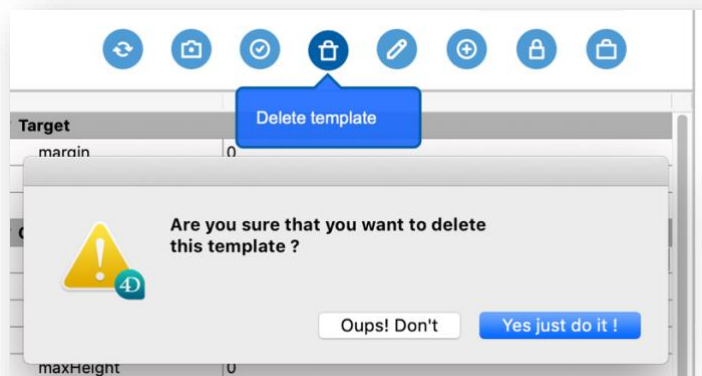 Delete template
Target
margin
0
Are you sure that you want to delete
this template ?
4D
Oups! Don't
Yes just do it !
maxHeight
0